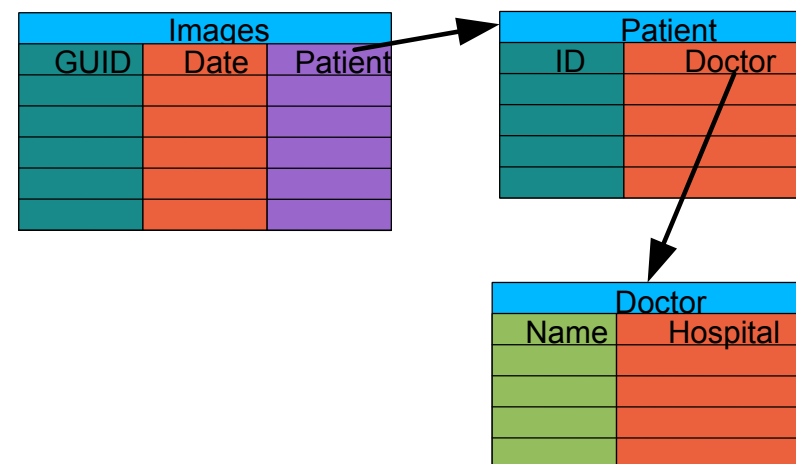 Images
GUID Date Patient
Patient
ID Doctor
Doctor
Name Hospital